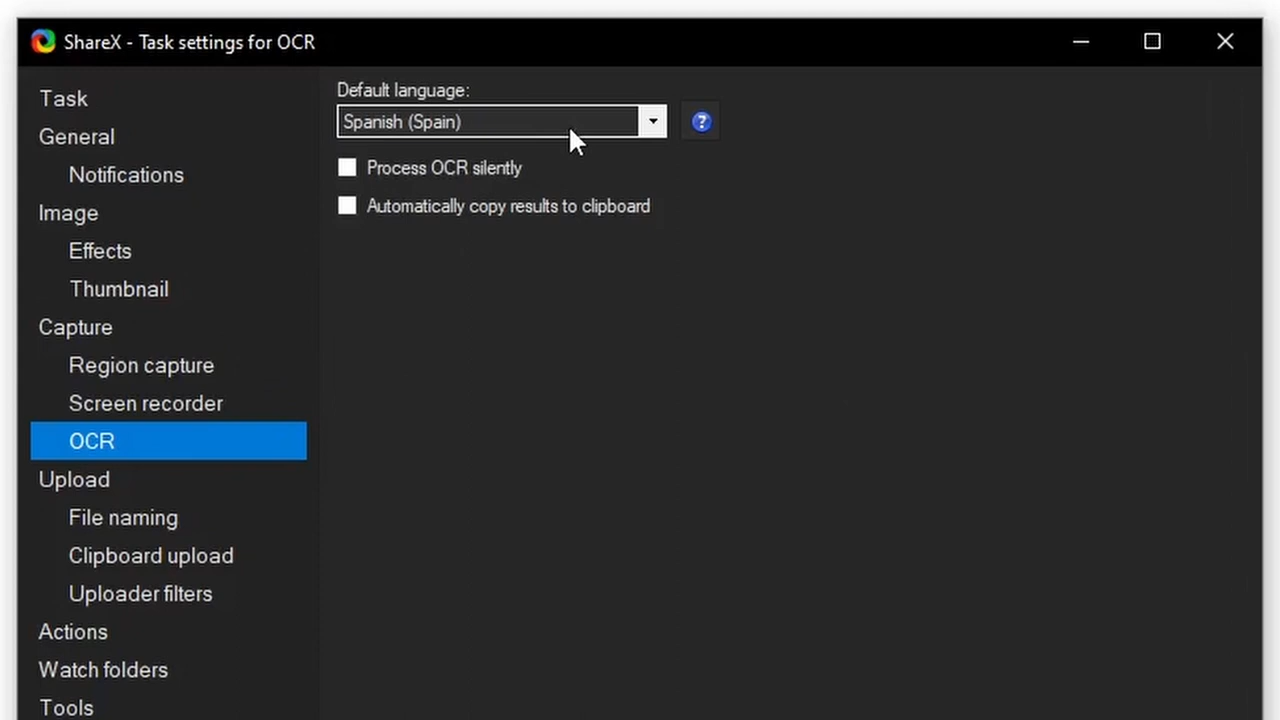 ShareX - Task settings for OCR
Task
General
Notifications
Image
Effects
Thumbnail
Capture
Region capture
Screen recorder
OCR
Upload
File naming
Clipboard upload
Uploader filters
Actions
Watch folders
Tools
Default language:
Spanish (Spain)
?
Process OCR silently
Automatically copy results to clipboard